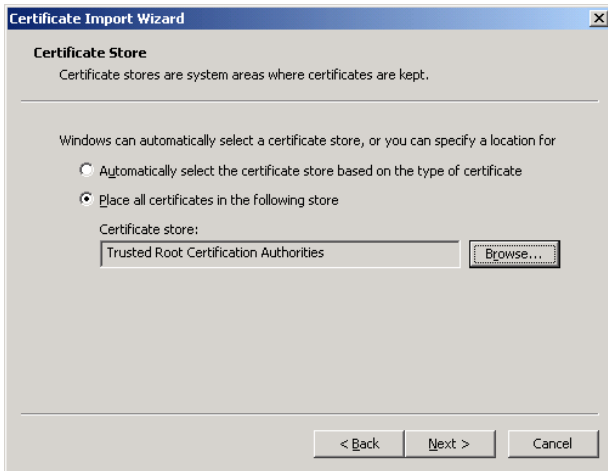 Certificate Import Wizard
Certificate Store
Certificate stores are system areas where certificates are kept.
Windows can automatically select a certificate store, or you can specify a location for
Automatically select the certificate store based on the type of certificate
Place all certificates in the following store
Certificate store:
Trusted Root Certification Authorities
Browse...
< Back Next > Cancel